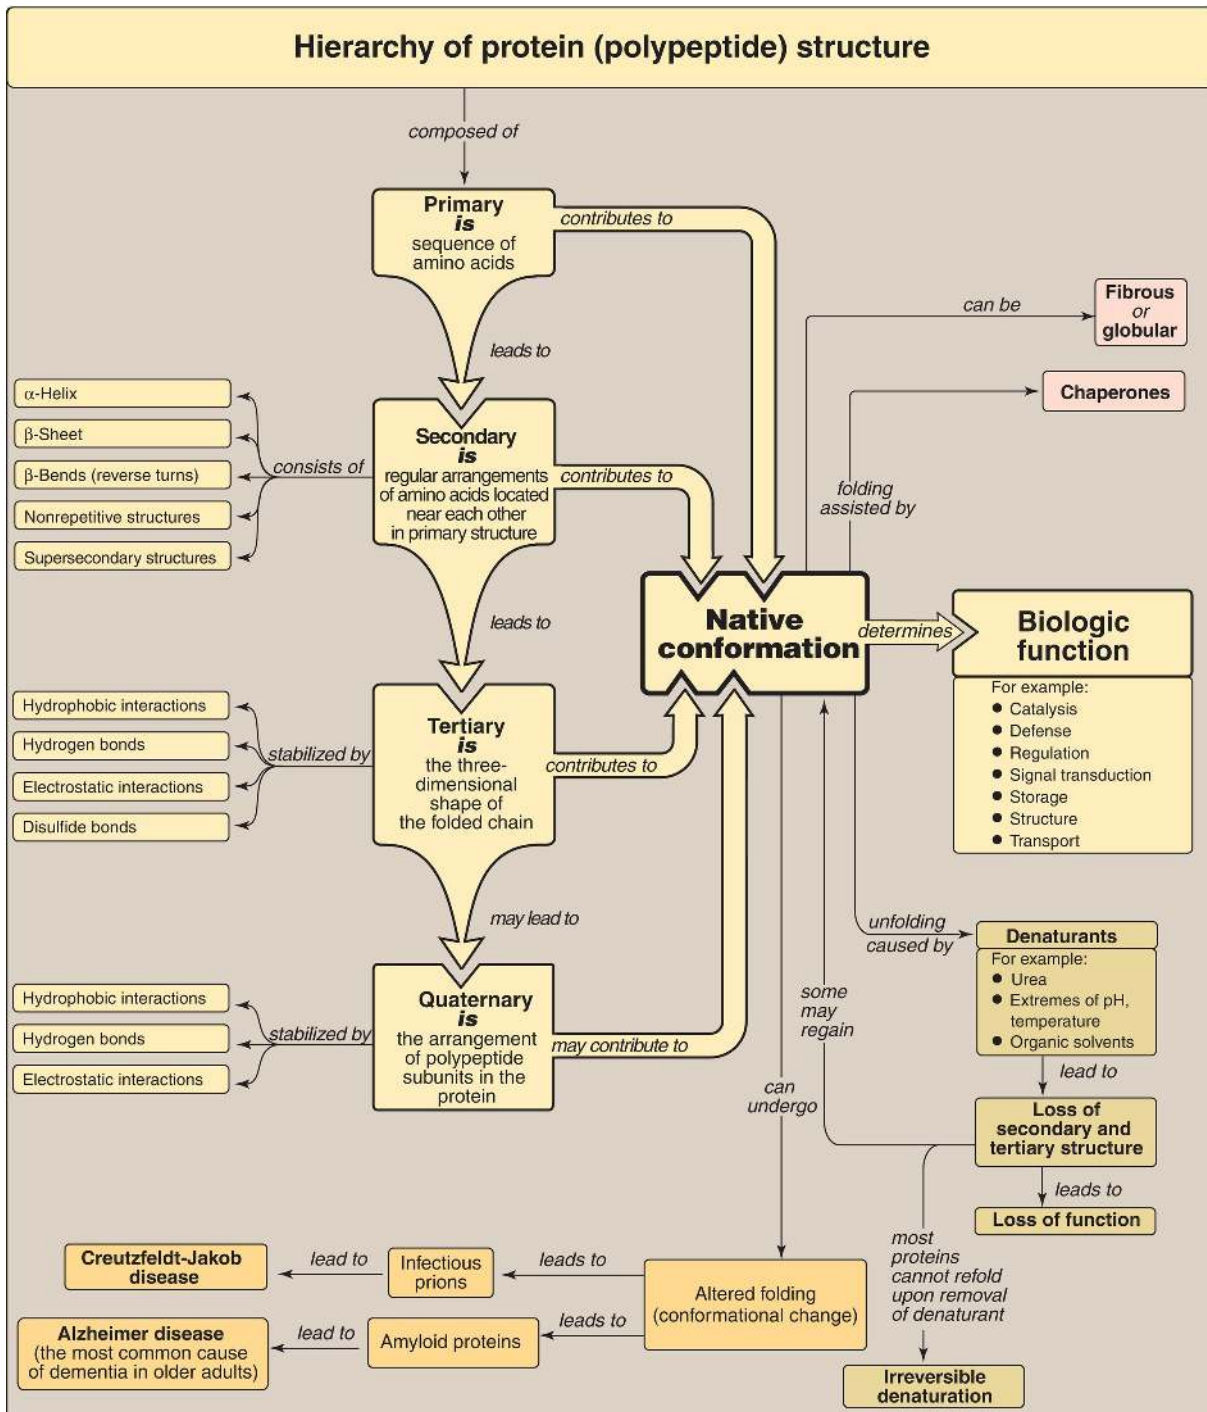 Hierarchy of protein (polypeptide) structure
composed of
Primary
is
sequence of
amino acids
contributes to
leads to
can be
Fibrous
or
globular
Chaperones
folding
assisted by
α-Helix
β-Sheet
β-Bends (reverse turns)
Nonrepetitive structures
Supersecondary structures
consists of
Secondary
is
regular arrangements
of amino acids located
near each other
in primary structure
contributes to
leads to
Native
conformation
determines
Biologic
function
For example:
● Catalysis
● Defense
● Regulation
● Signal transduction
● Storage
● Structure
● Transport
Hydrophobic interactions
Hydrogen bonds
Electrostatic interactions
Disulfide bonds
stabilized by
Tertiary
is
the three-
dimensional
shape of
the folded chain
contributes to
may lead to
unfolding
caused by
Denaturants
For example:
● Urea
● Extremes of pH,
temperature
● Organic solvents
Hydrophobic interactions
Hydrogen bonds
Electrostatic interactions
stabilized by
Quaternary
is
the arrangement
of polypeptide
subunits in the
protein
may contribute to
some
may
regain
can
undergo
lead to
Loss of
secondary and
tertiary structure
leads to
Loss of function
most
proteins
cannot refold
upon removal
of denaturant
Irreversible
denaturation
Creutzfeldt-Jakob
disease
lead to
Infectious
prions
leads to
Altered folding
(conformational change)
Alzheimer disease
(the most common cause
of dementia in older adults)
lead to
Amyloid proteins
leads to